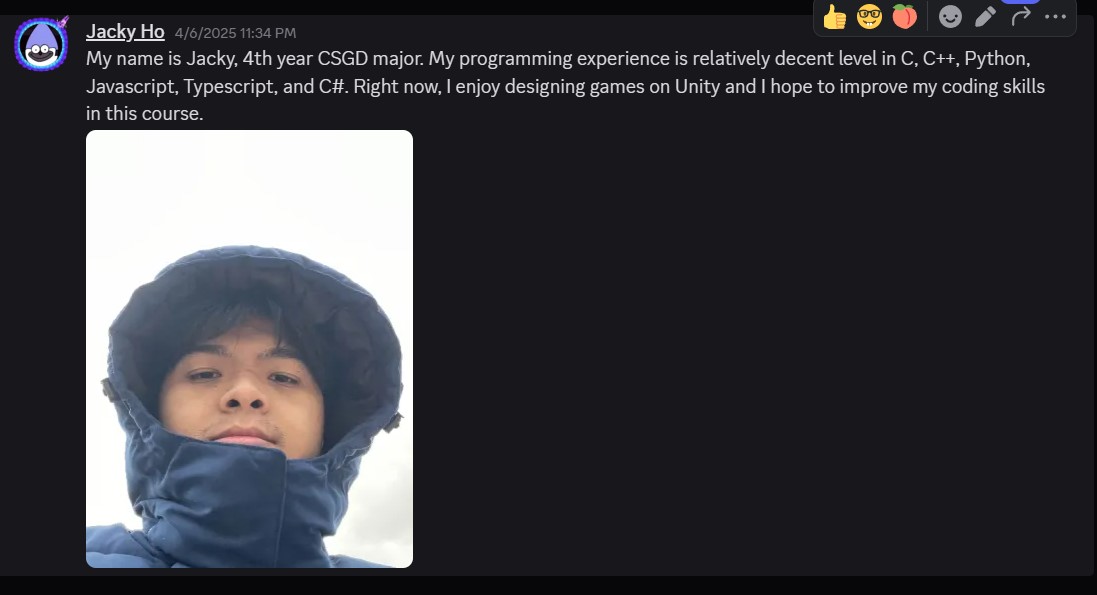 Jacky Ho 4/6/2025 11:34 PM
My name is Jacky, 4th year CSGD major. My programming experience is relatively decent level in C, C++, Python,
Javascript, Typescript, and C#. Right now, I enjoy designing games on Unity and I hope to improve my coding skills
in this course.